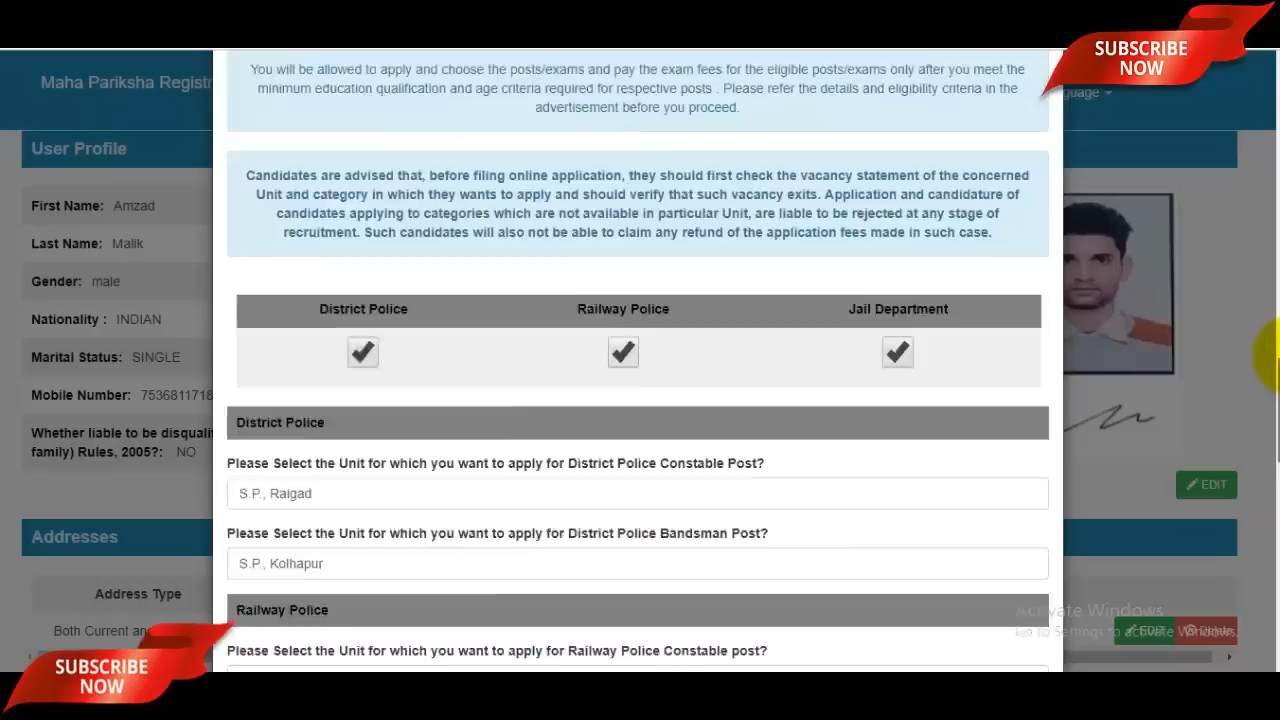 SUBSCRIBE
NOW
Maha Pariksha Registr
guage
You will be allowed to apply and choose the posts/exams and pay the exam fees for the eligible posts/exams only after you meet the
minimum education qualification and age criteria required for respective posts . Please refer the details and eligibility criteria in the
advertisement before you proceed.
User Profile
Candidates are advised that, before filing online application, they should first check the vacancy statement of the concerned
Unit and category in which they wants to apply and should verify that such vacancy exits. Application and candidature of
candidates applying to categories which are not available in particular Unit, are liable to be rejected at any stage of
recruitment. Such candidates will also not be able to claim any refund of the application fees made in such case.
First Name: Amzad
Last Name: Malik
Gender: male
Nationality : INDIAN
Marital Status: SINGLE
Mobile Number: 7536811718
Whether liable to be disquali
family) Rules, 2005?: NO
District Police Railway Police Jail Department
District Police
Please Select the Unit for which you want to apply for District Police Constable Post?
S.P., Raigad
EDIT
Please Select the Unit for which you want to apply for District Police Bandsman Post?
S.P., Kolhapur
Addresses
Address Type
Railway Police
Activate Windows
Go to Settings to activate Windows.
Both Current an
EDIT Delete
Please Select the Unit for which you want to apply for Railway Police Constable post?
SUBSCRIBE
NOW